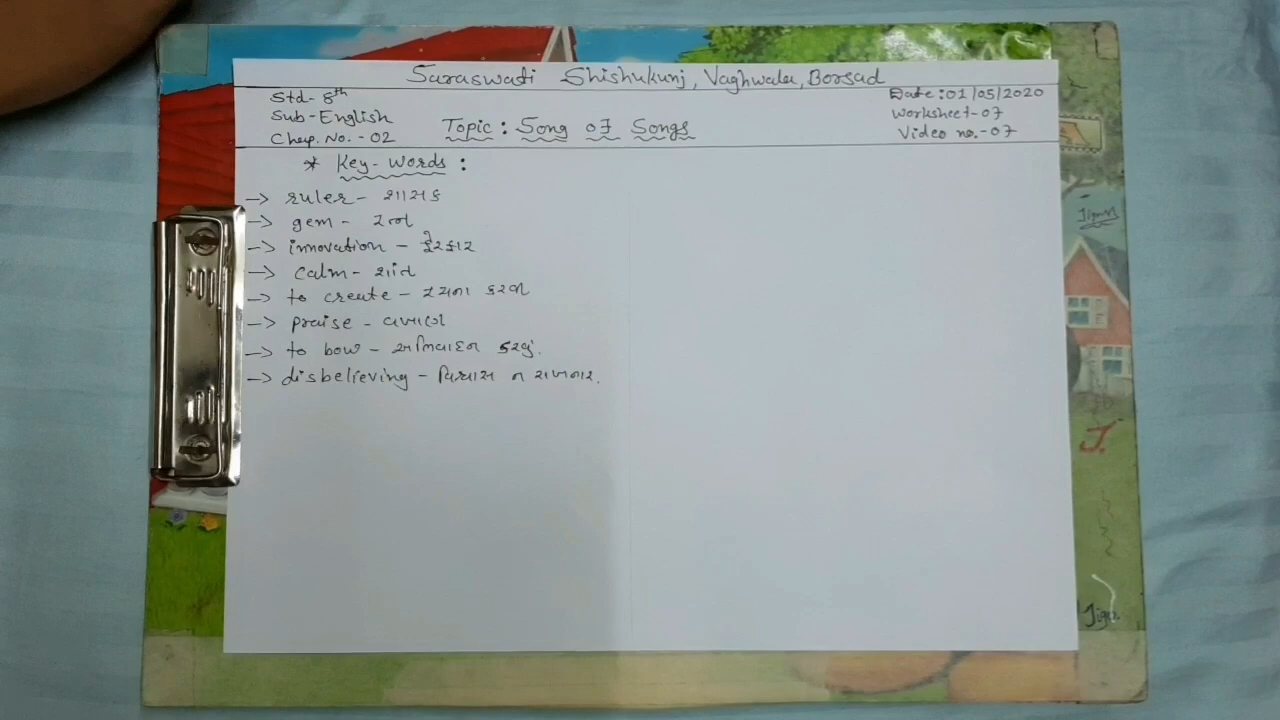 Saraswati Shishukunj, Vaghwala, Borsad
Std- 8th
Sub- English
Chap. No. - 02
Topic : Song of Songs
Date : 01/05/2020
Worksheet-07
Video no.-07
* Key-words :
→ ruler - શાસક
→ gem - રત્ન
→ innovation - ફેરફાર
→ calm - શાંત
→ to create - રચના કરવી
→ praise - વખાણ
→ to bow - અભિવાદન કરવું.
→ disbelieving - વિશ્વાસ ન રાખનાર.
Jignu
J.